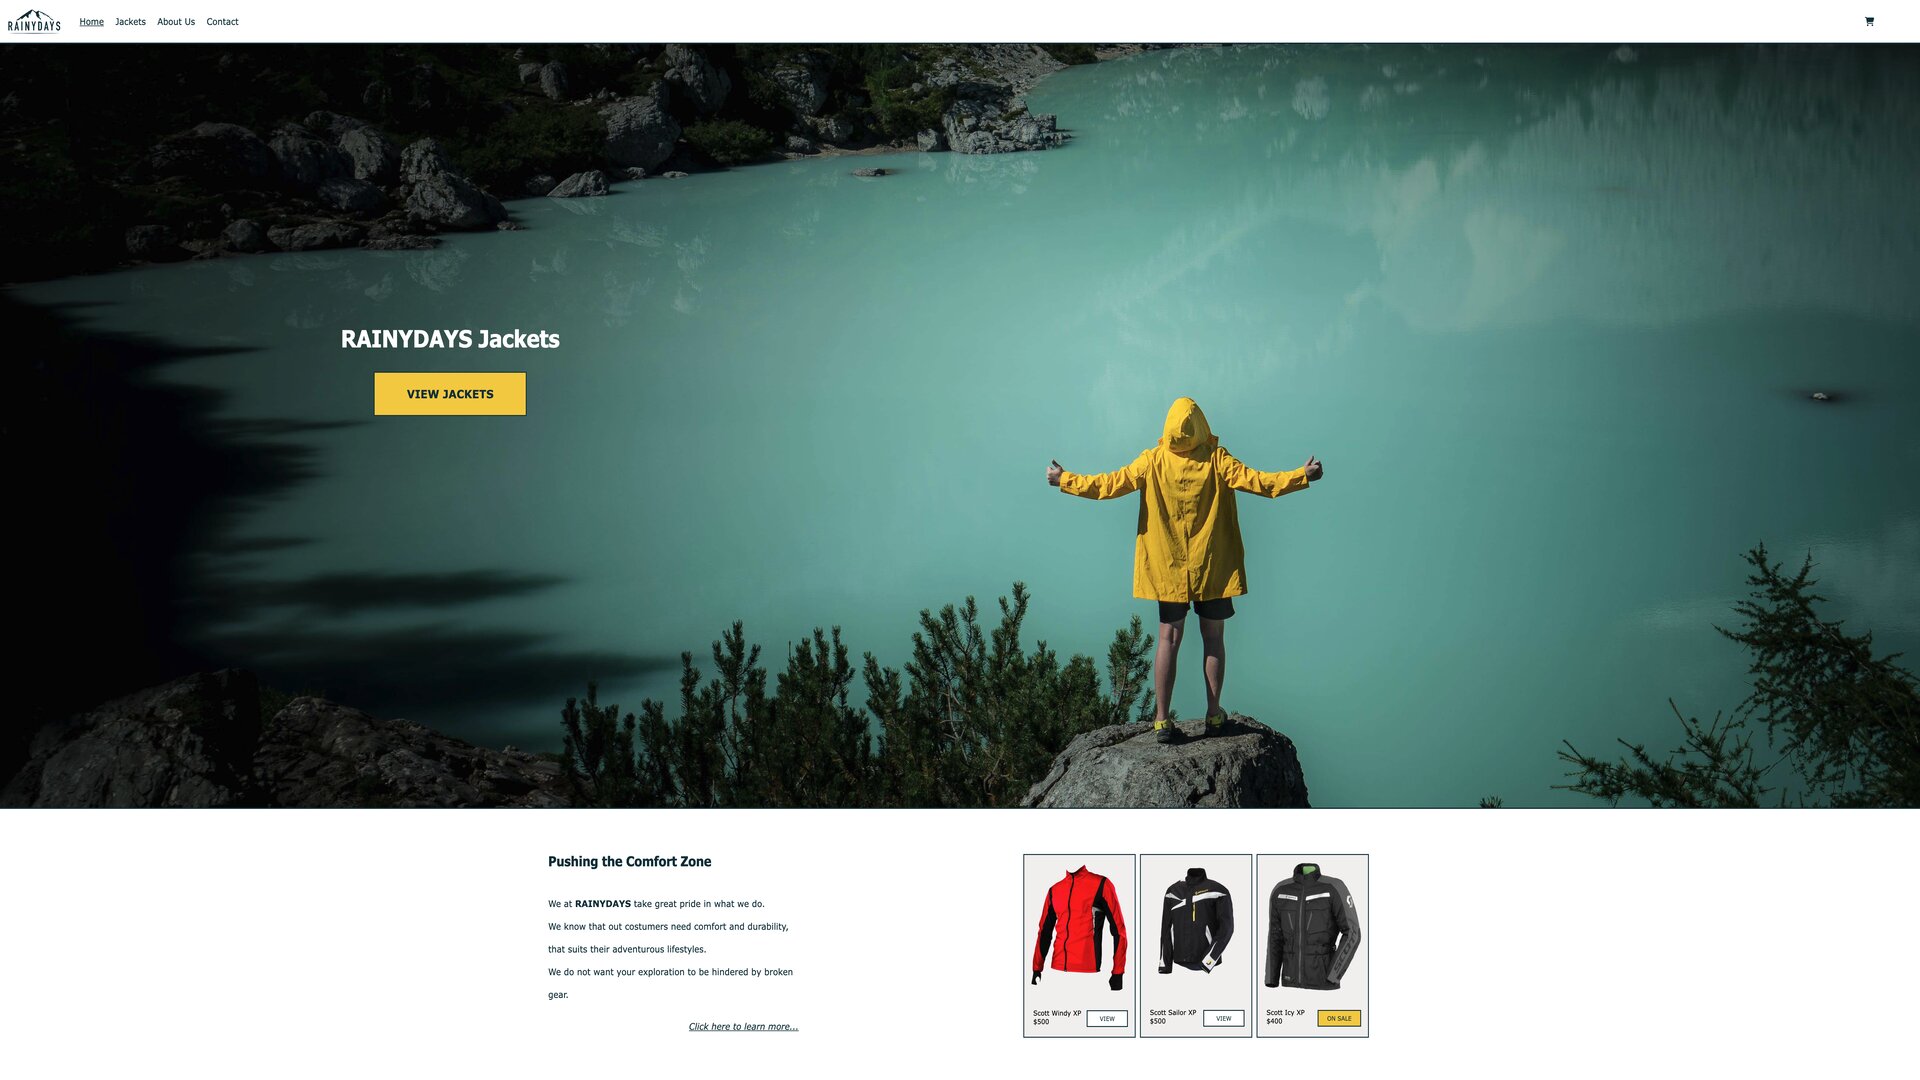 RAINYDAYS
Home Jackets About Us Contact
RAINYDAYS Jackets
VIEW JACKETS
Pushing the Comfort Zone
We at RAINYDAYS take great pride in what we do.
We know that out costumers need comfort and durability,
that suits their adventurous lifestyles.
We do not want your exploration to be hindered by broken
gear.
Click here to learn more...
Scott Windy XP
$500
VIEW
Scott Sailor XP
$500
VIEW
Scott Icy XP
$400
ON SALE